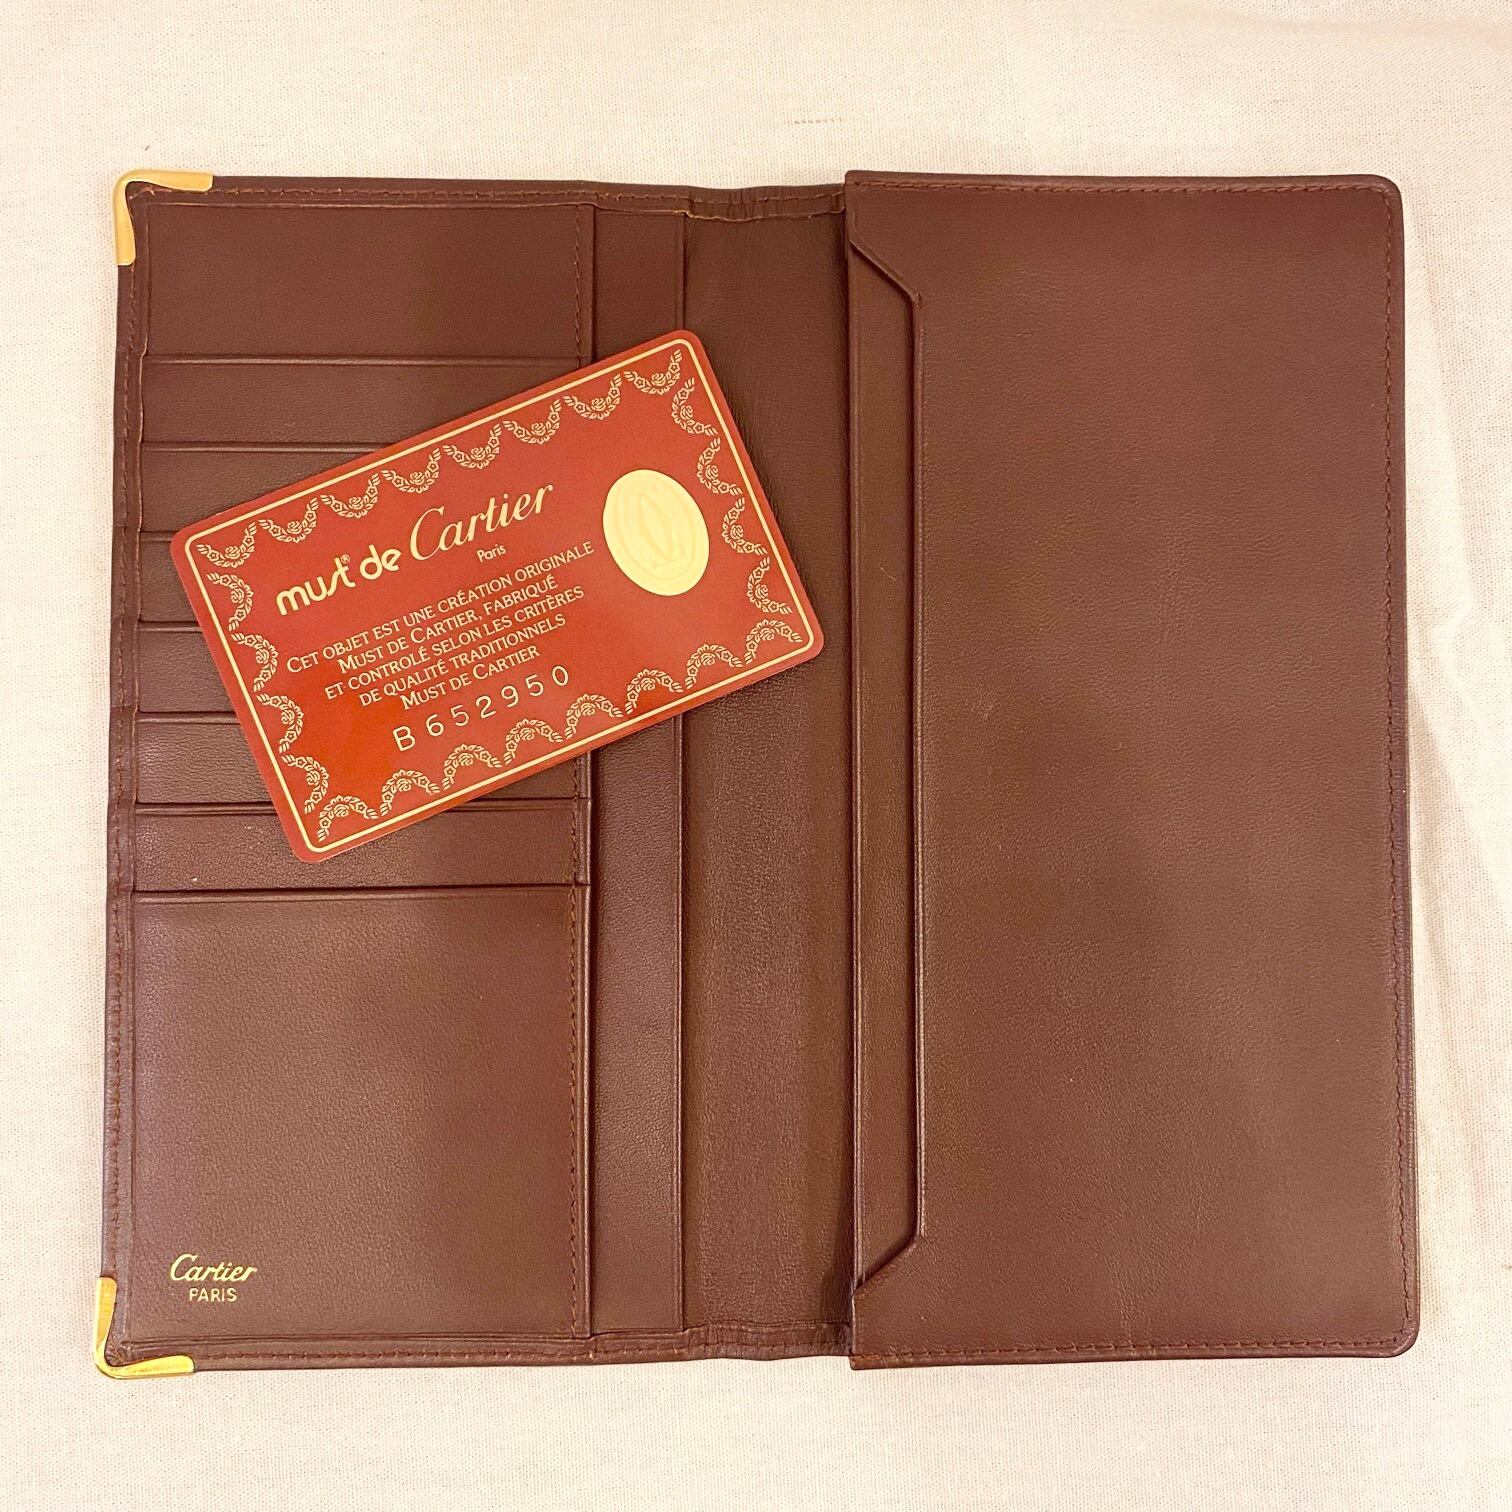 must® de Cartier
Paris
CET OBJET EST UNE CRÉATION ORIGINALE
MUST DE CARTIER, FABRIQUÉ
ET CONTROLÉ SELON LES CRITÈRES
DE QUALITÉ TRADITIONNELS
MUST DE CARTIER
B652950
Cartier
PARIS